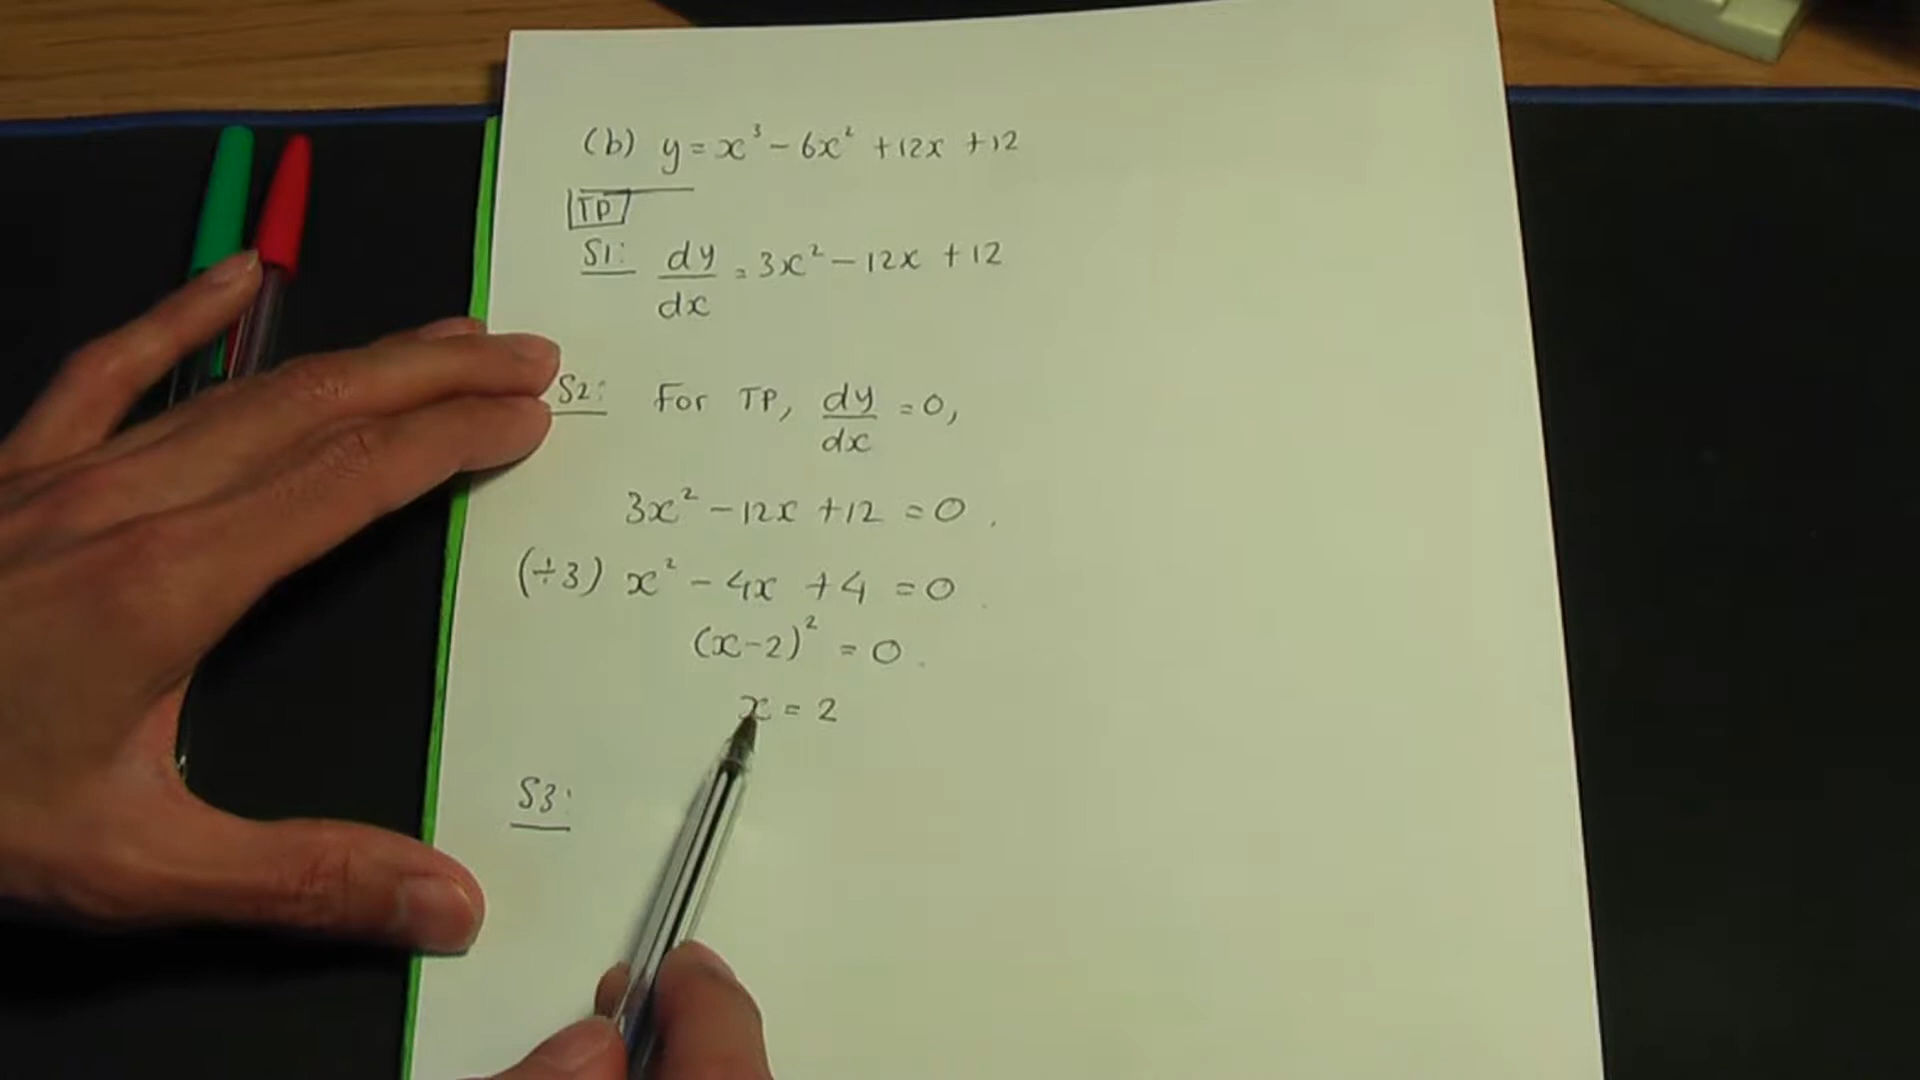 (b) y = x³ - 6x² + 12x + 12
TP
S1: dy/dx = 3x² - 12x + 12
S2: For TP, dy/dx = 0,
3x² - 12x + 12 = 0.
(÷3) x² - 4x + 4 = 0.
(x-2)² = 0.
x = 2
S3: